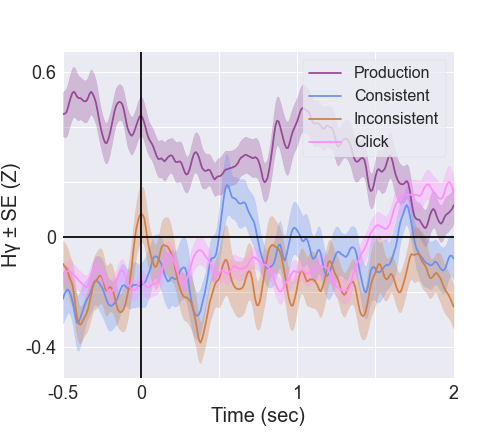 Production
Consistent
Inconsistent
Click
0.6
0
-0.4
Hγ ± SE (Z)
-0.5 0 1 2
Time (sec)